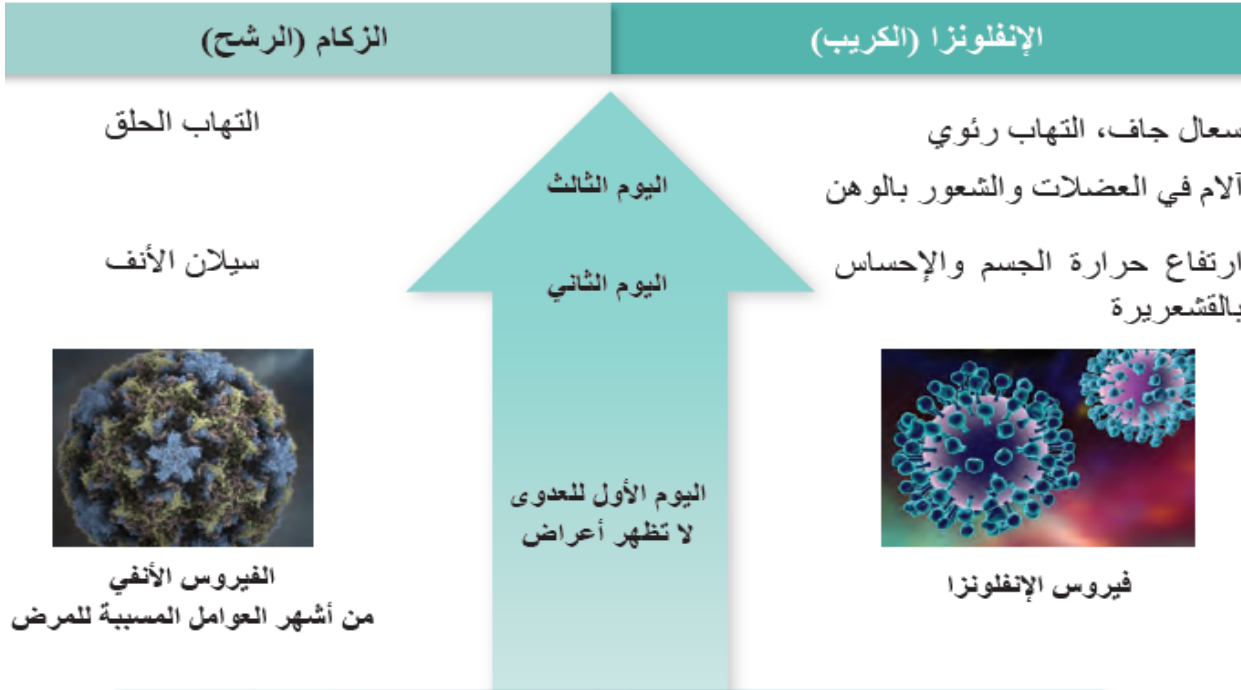 الإنفلونزا (الكريب)
الزكام (الرشح)
سعال جاف، التهاب رئوي
آلام في العضلات والشعور بالوهن
ارتفاع حرارة الجسم والإحساس
بالقشعريرة
فيروس الإنفلونزا
اليوم الثالث
اليوم الثاني
اليوم الأول للعدوى
لا تظهر أعراض
التهاب الحلق
سيلان الأنف
الفيروس الأنفي
من أشهر العوامل المسببة للمرض